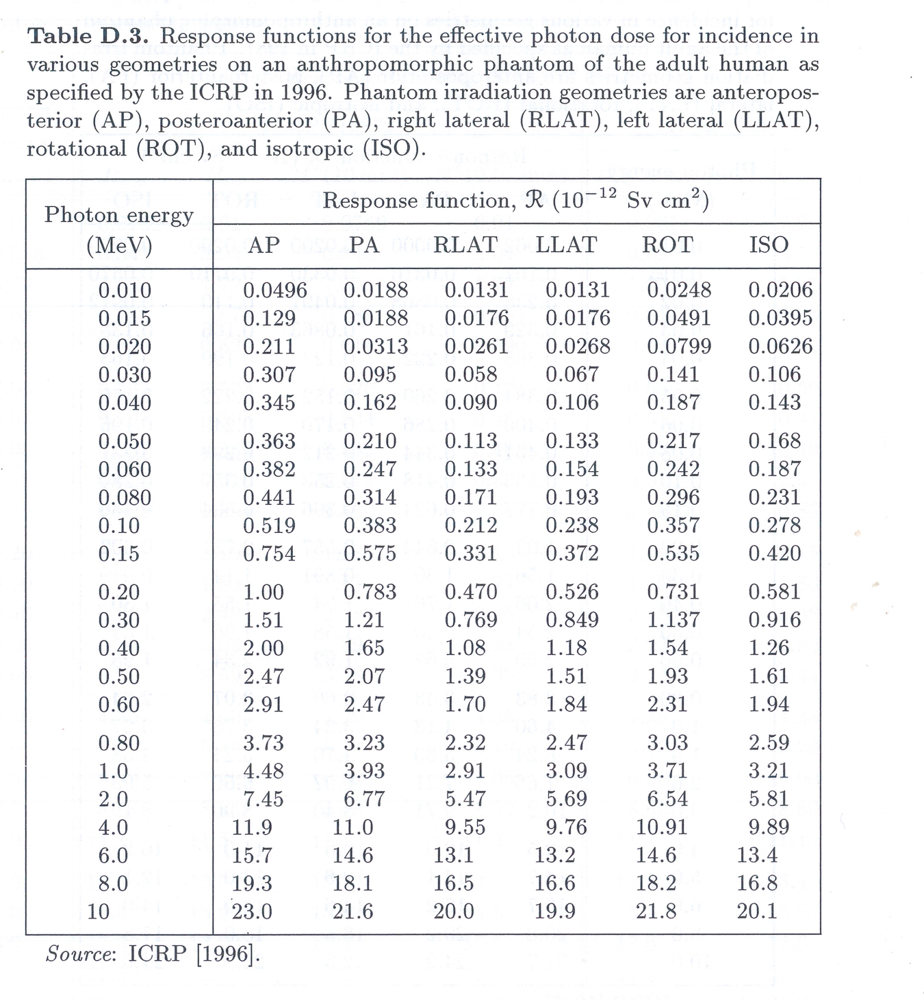 Table D.3. Response functions for the effective photon dose for incidence in
various geometries on an anthropomorphic phantom of the adult human as
specified by the ICRP in 1996. Phantom irradiation geometries are anteropos-
terior (AP), posteroanterior (PA), right lateral (RLAT), left lateral (LLAT),
rotational (ROT), and isotropic (ISO).
Photon energy (MeV)
Response function, ℛ (10⁻¹² Sv cm²)
AP PA RLAT LLAT ROT ISO
0.010 0.0496 0.0188 0.0131 0.0131 0.0248 0.0206
0.015 0.129 0.0188 0.0176 0.0176 0.0491 0.0395
0.020 0.211 0.0313 0.0261 0.0268 0.0799 0.0626
0.030 0.307 0.095 0.058 0.067 0.141 0.106
0.040 0.345 0.162 0.090 0.106 0.187 0.143
0.050 0.363 0.210 0.113 0.133 0.217 0.168
0.060 0.382 0.247 0.133 0.154 0.242 0.187
0.080 0.441 0.314 0.171 0.193 0.296 0.231
0.10 0.519 0.383 0.212 0.238 0.357 0.278
0.15 0.754 0.575 0.331 0.372 0.535 0.420
0.20 1.00 0.783 0.470 0.526 0.731 0.581
0.30 1.51 1.21 0.769 0.849 1.137 0.916
0.40 2.00 1.65 1.08 1.18 1.54 1.26
0.50 2.47 2.07 1.39 1.51 1.93 1.61
0.60 2.91 2.47 1.70 1.84 2.31 1.94
0.80 3.73 3.23 2.32 2.47 3.03 2.59
1.0 4.48 3.93 2.91 3.09 3.71 3.21
2.0 7.45 6.77 5.47 5.69 6.54 5.81
4.0 11.9 11.0 9.55 9.76 10.91 9.89
6.0 15.7 14.6 13.1 13.2 14.6 13.4
8.0 19.3 18.1 16.5 16.6 18.2 16.8
10 23.0 21.6 20.0 19.9 21.8 20.1
Source: ICRP [1996].